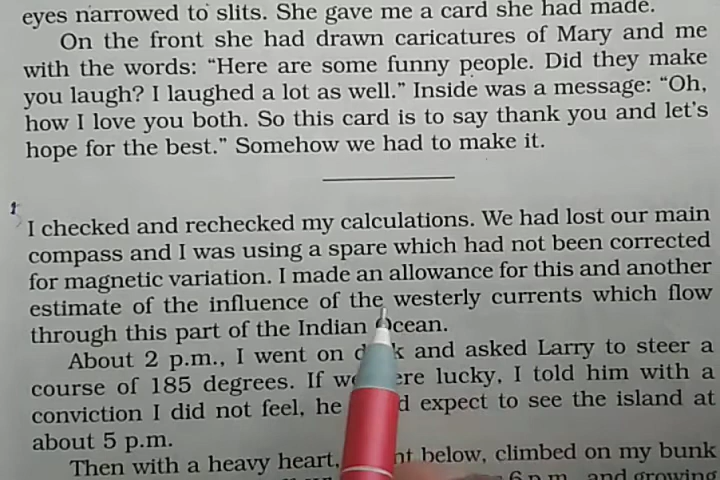 eyes narrowed to slits. She gave me a card she had made.
On the front she had drawn caricatures of Mary and me
with the words: “Here are some funny people. Did they make
you laugh? I laughed a lot as well.” Inside was a message: “Oh,
how I love you both. So this card is to say thank you and let’s
hope for the best.” Somehow we had to make it.
I checked and rechecked my calculations. We had lost our main
compass and I was using a spare which had not been corrected
for magnetic variation. I made an allowance for this and another
estimate of the influence of the westerly currents which flow
through this part of the Indian Ocean.
About 2 p.m., I went on and asked Larry to steer a
course of 185 degrees. If lucky, I told him with a
conviction I did not feel, he expect to see the island at
about 5 p.m.
Then with a heavy heart, below, climbed on my bunk
6 p.m. and growing